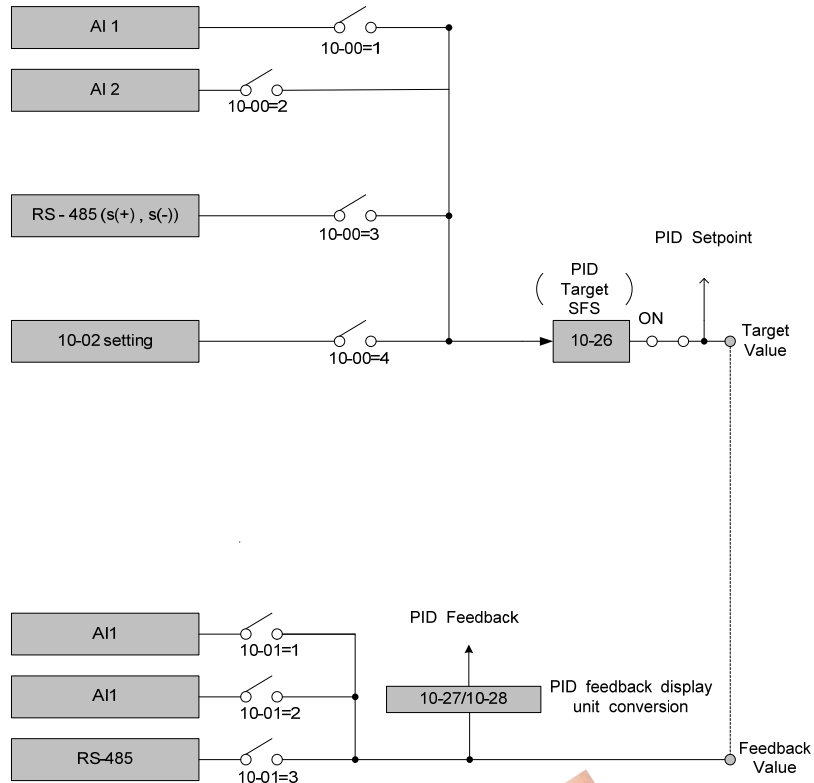 AI 1
10-00=1
AI 2
10-00=2
RS - 485 (s(+) , s(-))
10-00=3
10-02 setting
10-00=4
PID
Target
SFS
10-26
ON
PID Setpoint
Target
Value
AI1
10-01=1
AI1
10-01=2
RS-485
10-01=3
PID Feedback
10-27/10-28
PID feedback display
unit conversion
Feedback
Value